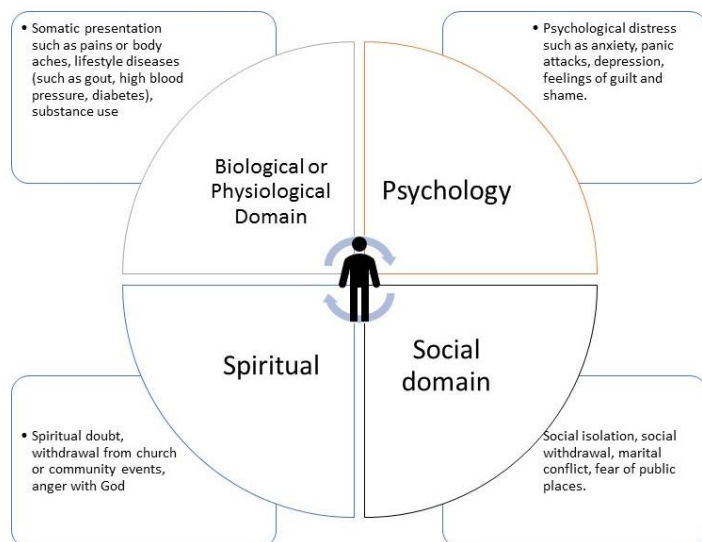 • Somatic presentation
such as pains or body
aches, lifestyle diseases
(such as gout, high blood
pressure, diabetes),
substance use
• Psychological distress
such as anxiety, panic
attacks, depression,
feelings of guilt and
shame.
Biological or
Physiological
Domain
Psychology
Spiritual
Social
domain
• Spiritual doubt,
withdrawal from church
or community events,
anger with God
Social isolation, social
withdrawal, marital
conflict, fear of public
places.